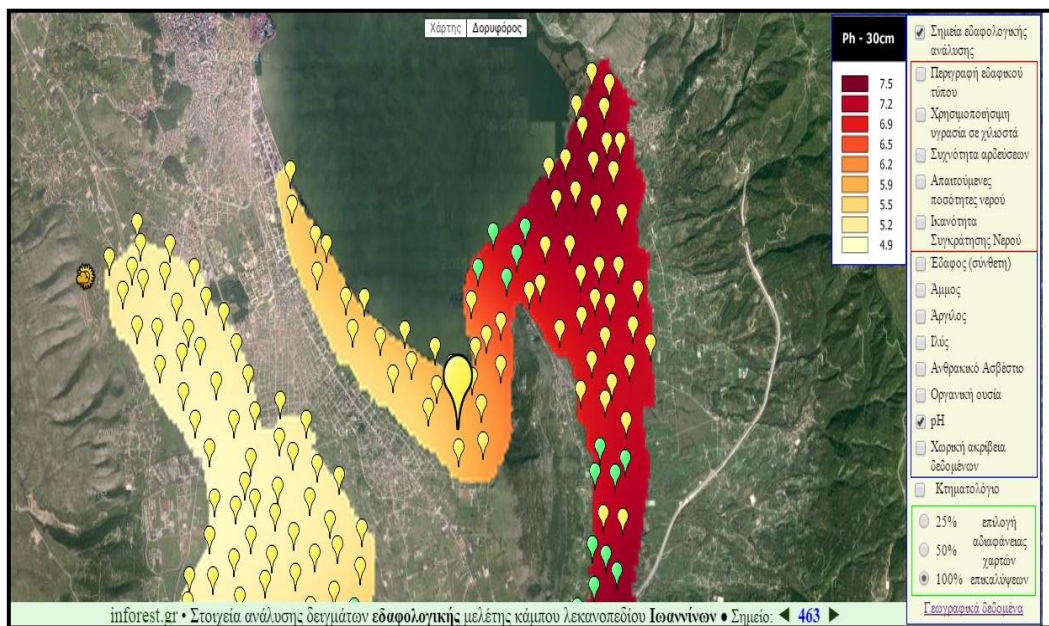 Χάρτης Δορυφόρος
Ph - 30cm
7.5
7.2
6.9
6.5
6.2
5.9
5.5
5.2
4.9
Σημεία εδαφολογικής
ανάλυσης
Περιγραφή εδαφικού
τύπου
Χρησιμοποιήσιμη
υγρασία σε χιλιοστά
Συχνότητα αρδεύσεων
Απαιτούμενες
ποσότητες νερού
Ικανότητα
Συγκράτησης Νερού
Έδαφος (σύνθετη)
Άμμος
Άργιλος
Ιλύς
Ανθρακικό Ασβέστιο
Οργανική ουσία
pH
Χωρική ακρίβεια
δεδομένων
Κτηματολόγιο
25% επιλογή
50% αδιαφάνειας
χαρτών
100% επικαλύψεων
Γεωγραφικά δεδομένα
inforest.gr • Στοιχεία ανάλυσης δειγμάτων εδαφολογικής μελέτης κάμπου λεκανοπεδίου Ιωαννίνων • Σημείο: ◄ 463 ►